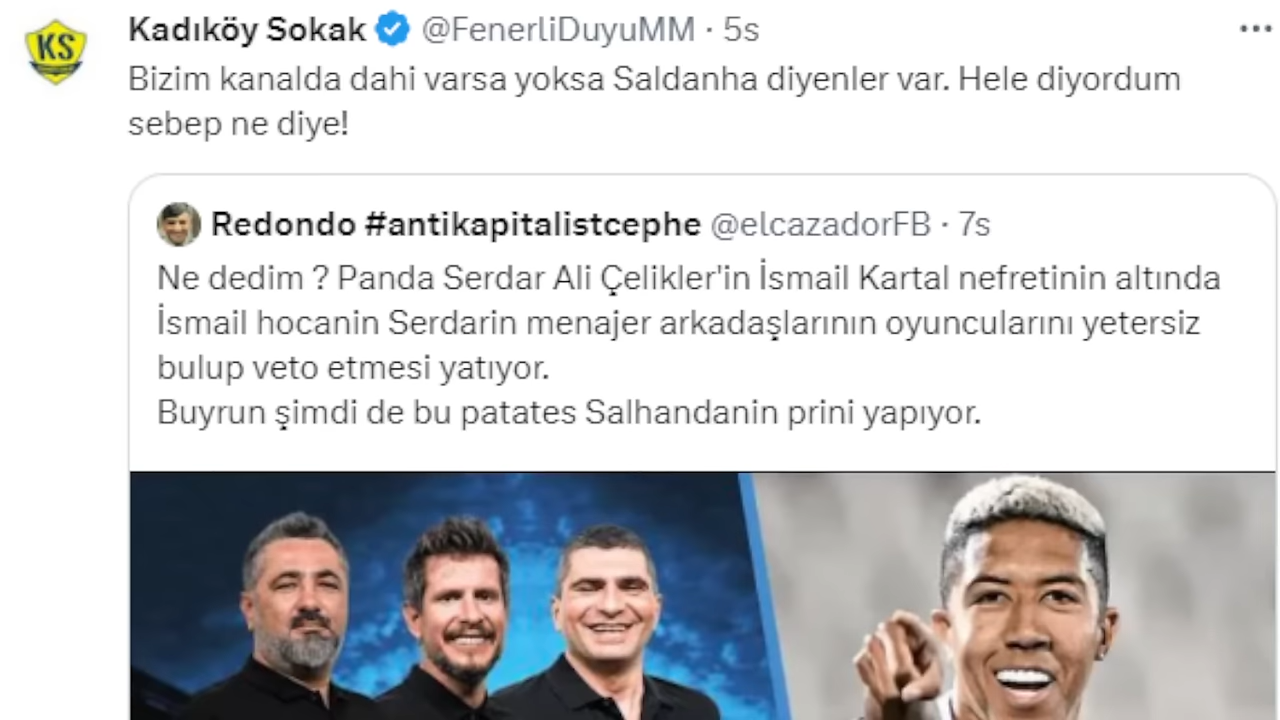 KS
Kadıköy Sokak @FenerliDuyuMM · 5s
Bizim kanalda dahi varsa yoksa Saldanha diyenler var. Hele diyordum
sebep ne diye!
Redondo #antikapitalistcephe @elcazadorFB · 7s
Ne dedim ? Panda Serdar Ali Çelikler'in İsmail Kartal nefretinin altında
İsmail hocanin Serdarin menajer arkadaşlarının oyuncularını yetersiz
bulup veto etmesi yatıyor.
Buyrun şimdi de bu patates Salhandanin prini yapıyor.